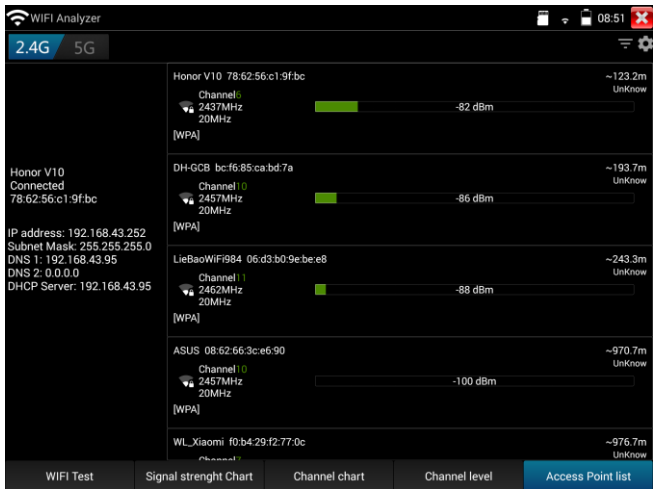 WIFI Analyzer
08:51
2.4G 5G
Honor V10
Connected
78:62:56:c1:9f:bc
IP address: 192.168.43.252
Subnet Mask: 255.255.255.0
DNS 1: 192.168.43.95
DNS 2: 0.0.0.0
DHCP Server: 192.168.43.95
Honor V10 78:62:56:c1:9f:bc ~123.2m
UnKnow
Channel6
2437MHz -82 dBm
20MHz
[WPA]
DH-GCB bc:f6:85:ca:bd:7a ~193.7m
UnKnow
Channel10
2457MHz -86 dBm
20MHz
[WPA]
LieBaoWiFi984 06:d3:b0:9e:be:e8 ~243.3m
UnKnow
Channel11
2462MHz -88 dBm
20MHz
[WPA]
ASUS 08:62:66:3c:e6:90 ~970.7m
UnKnow
Channel10
2457MHz -100 dBm
20MHz
[WPA]
WL_Xiaomi f0:b4:29:f2:77:0c ~976.7m
UnKnow
Channel7
WIFI Test Signal strenght Chart Channel chart Channel level Access Point list